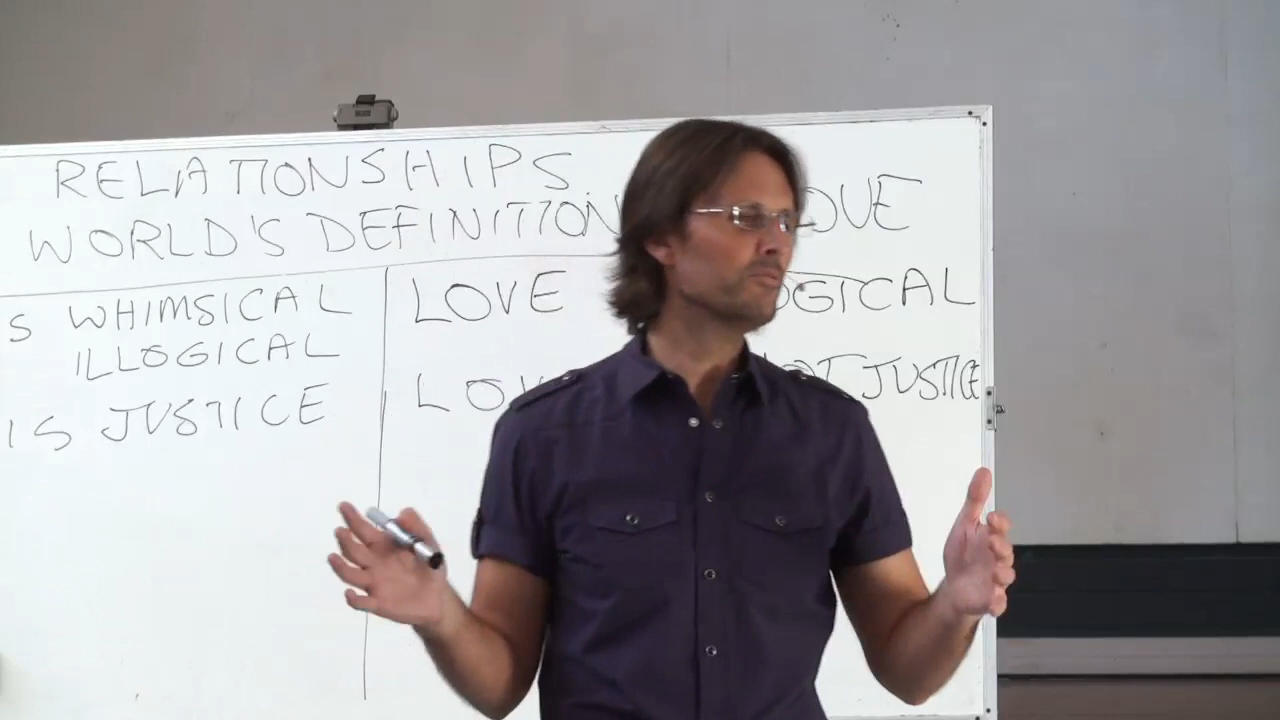 RELATIONSHIPS
WORLD'S DEFINITION OVE
S WHIMSICAL
ILLOGICAL
IS JUSTICE
LOVE OGICAL
LOV JUSTICE